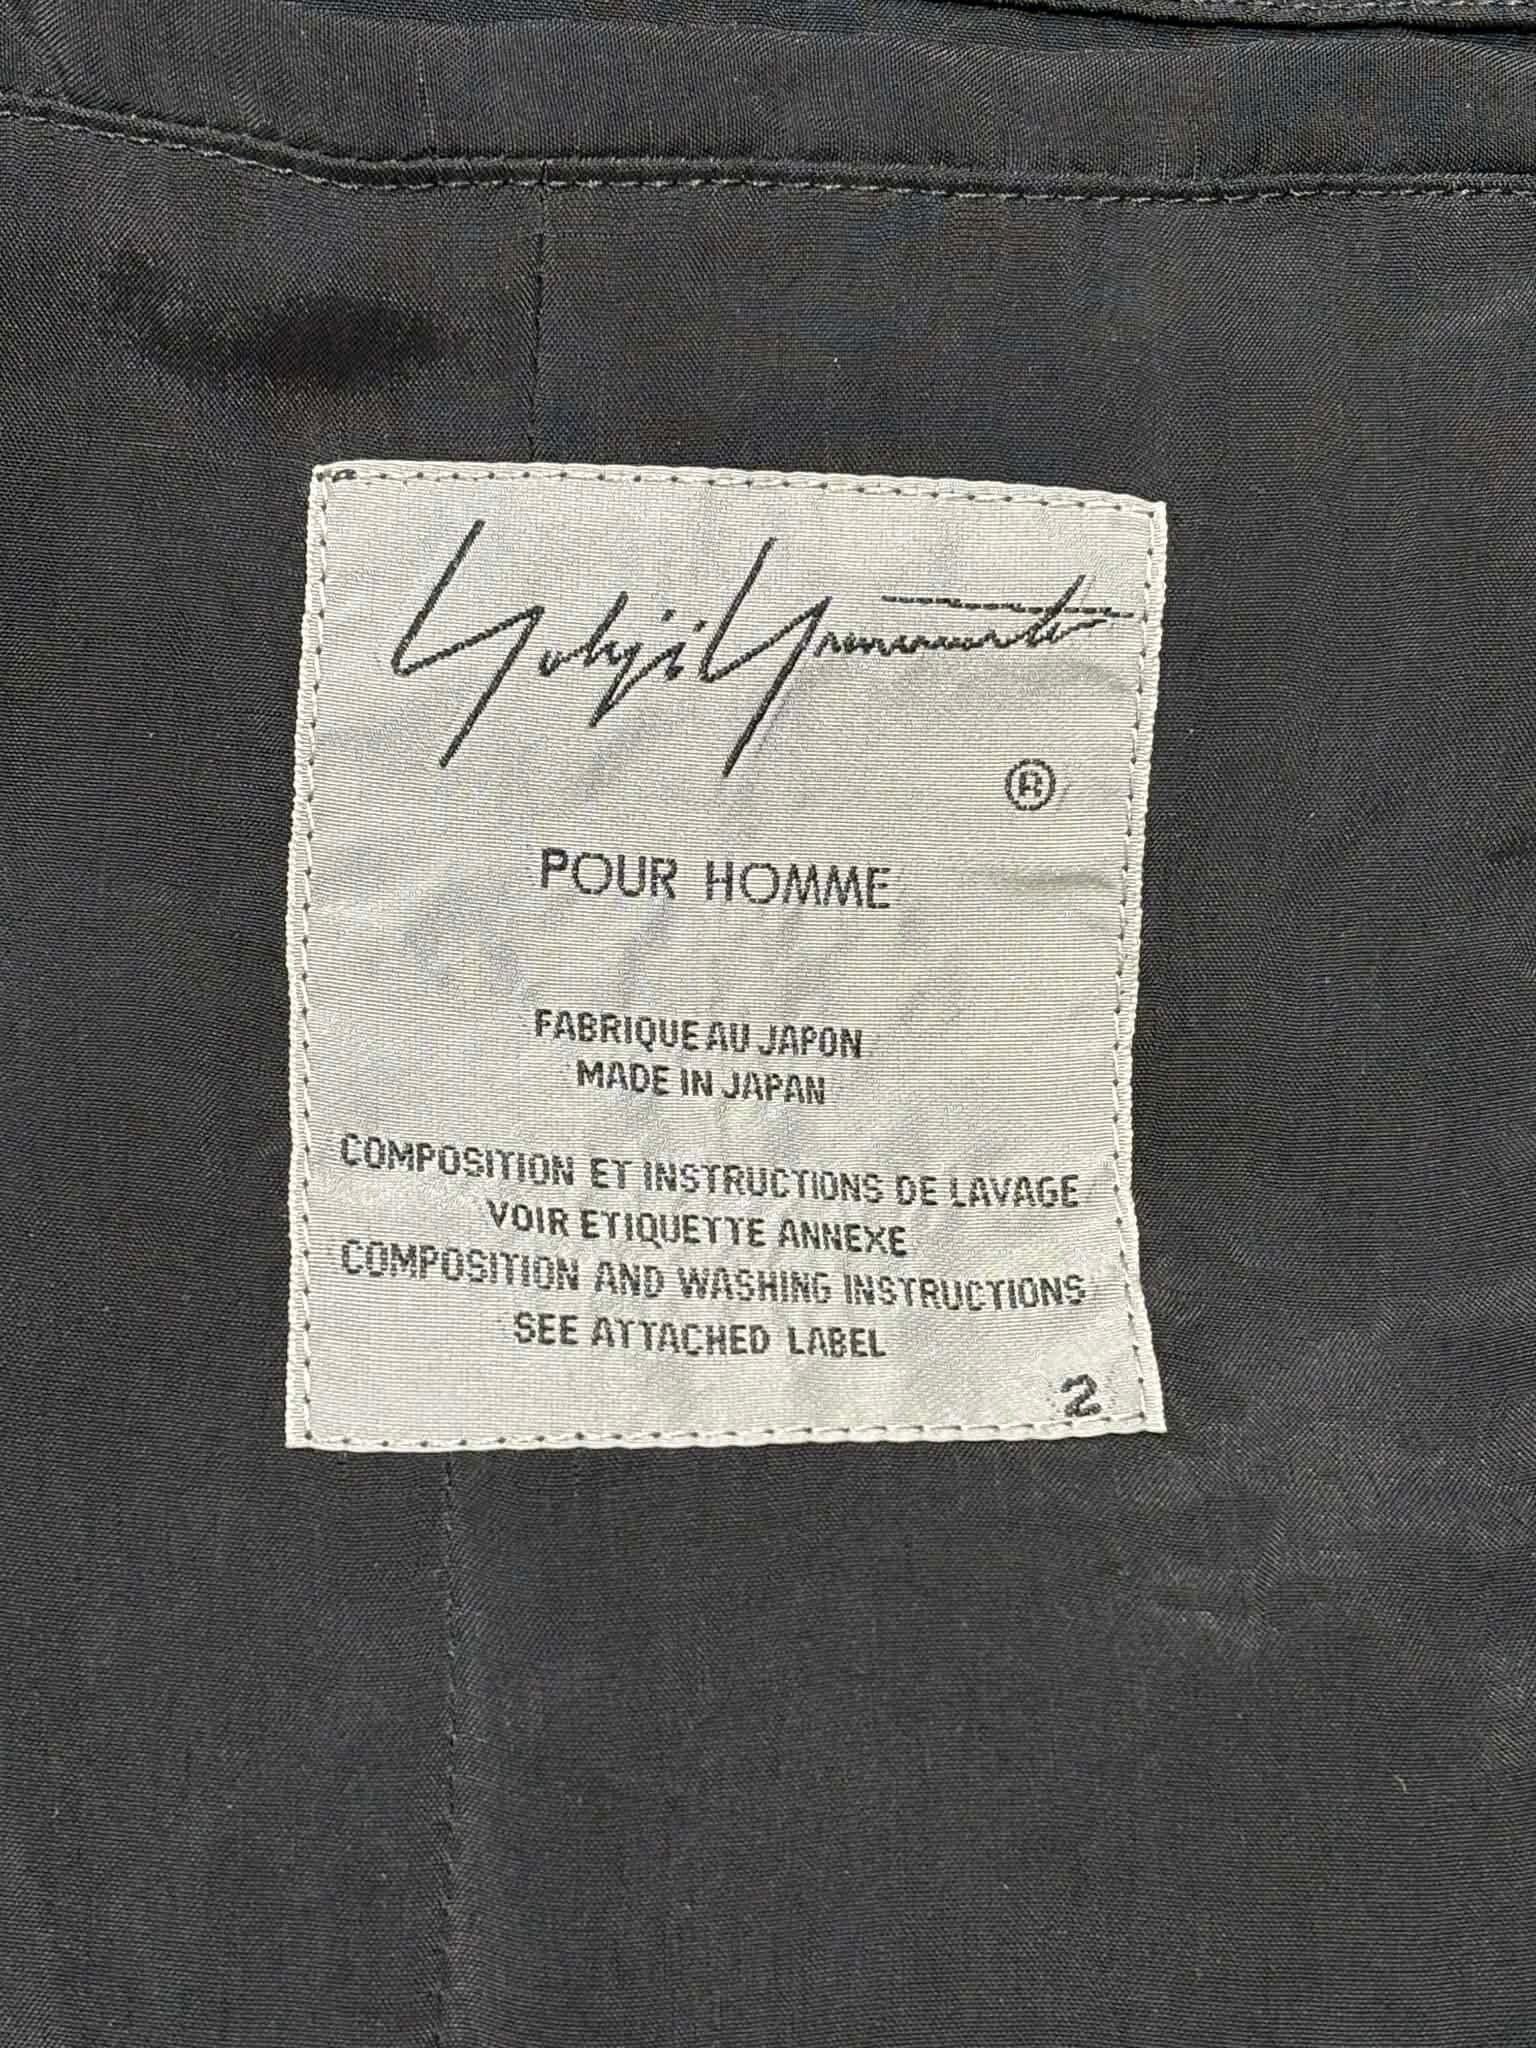 Yohji Yamamoto
®
POUR HOMME
FABRIQUE AU JAPON
MADE IN JAPAN
COMPOSITION ET INSTRUCTIONS DE LAVAGE
VOIR ETIQUETTE ANNEXE
COMPOSITION AND WASHING INSTRUCTIONS
SEE ATTACHED LABEL
2